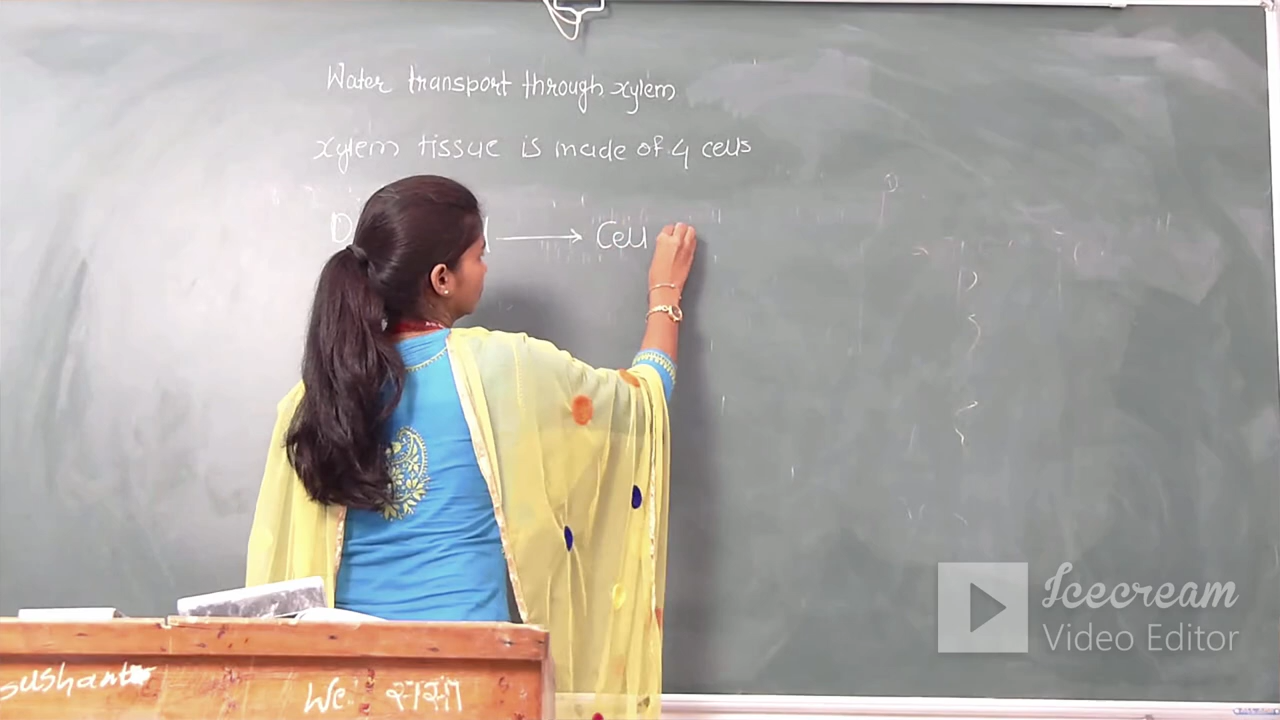 Water transport through xylem
xylem tissue is made of 4 cells
D → Cell
Icecream
Video Editor
sushant
We